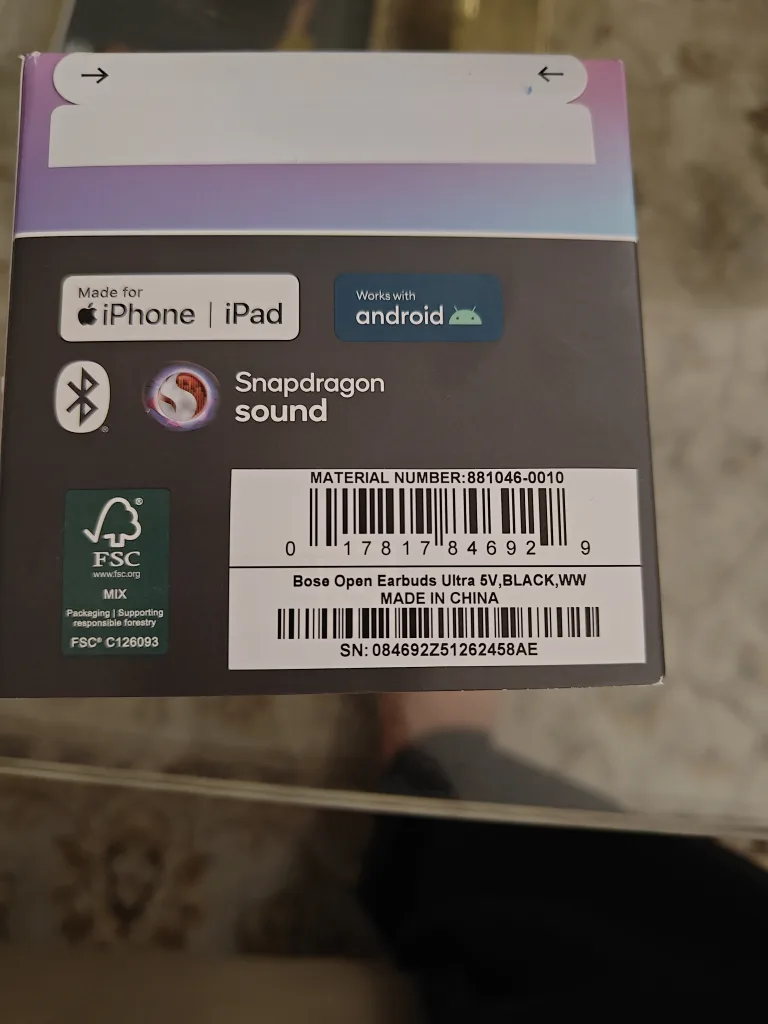 → ←
Made for
iPhone | iPad
Works with
android
Snapdragon
sound
®
MATERIAL NUMBER:881046-0010
0 17817 84692 9
Bose Open Earbuds Ultra 5V,BLACK,WW
MADE IN CHINA
SN: 084692Z51262458AE
®
FSC
www.fsc.org
MIX
Packaging | Supporting
responsible forestry
FSC® C126093